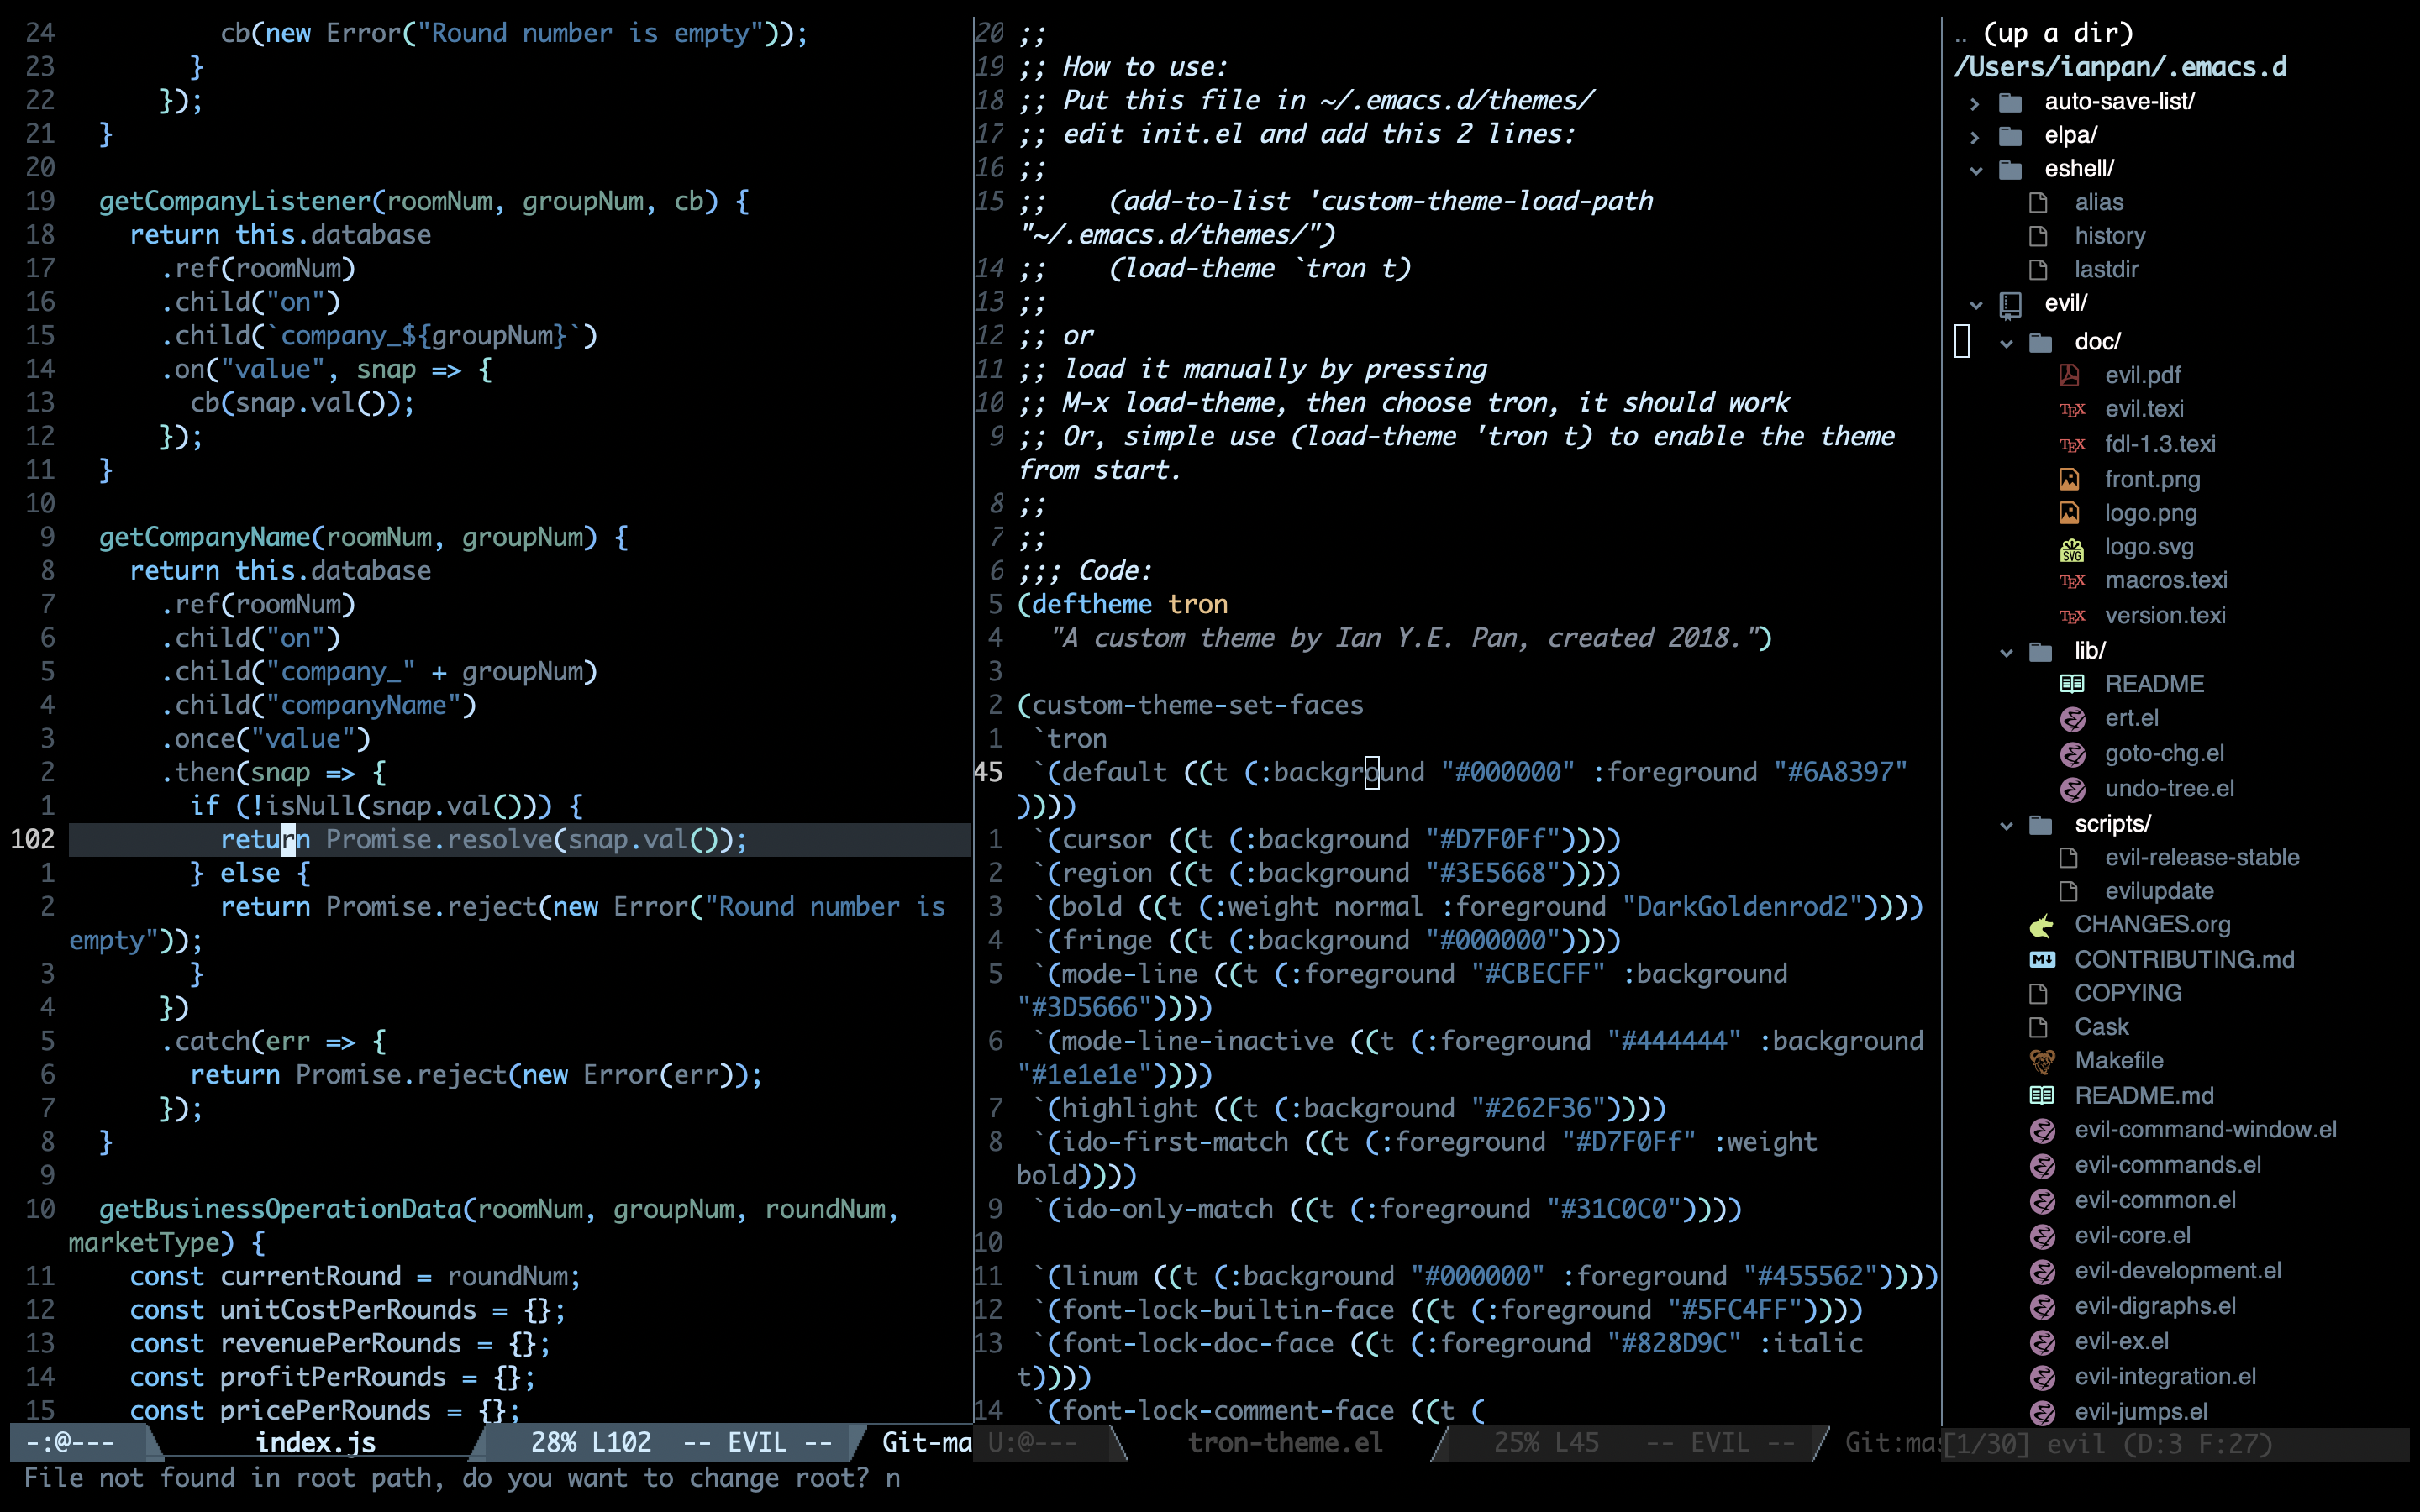 24 cb(new Error("Round number is empty"));
23 }
22 });
21 }
20
19 getCompanyListener(roomNum, groupNum, cb) {
18 return this.database
17 .ref(roomNum)
16 .child("on")
15 .child(`company_${groupNum}`)
14 .on("value", snap => {
13 cb(snap.val());
12 });
11 }
10
9 getCompanyName(roomNum, groupNum) {
8 return this.database
7 .ref(roomNum)
6 .child("on")
5 .child("company_" + groupNum)
4 .child("companyName")
3 .once("value")
2 .then(snap => {
1 if (!isNull(snap.val())) {
102 return Promise.resolve(snap.val());
1 } else {
2 return Promise.reject(new Error("Round number is
empty"));
3 }
4 })
5 .catch(err => {
6 return Promise.reject(new Error(err));
7 });
8 }
9
10 getBusinessOperationData(roomNum, groupNum, roundNum,
marketType) {
11 const currentRound = roundNum;
12 const unitCostPerRounds = {};
13 const revenuePerRounds = {};
14 const profitPerRounds = {};
15 const pricePerRounds = {};
-:@--- index.js 28% L102 -- EVIL -- Git-ma
File not found in root path, do you want to change root? n
20 ;;
19 ;; How to use:
18 ;; Put this file in ~/.emacs.d/themes/
17 ;; edit init.el and add this 2 lines:
16 ;;
15 ;; (add-to-list 'custom-theme-load-path
"~/.emacs.d/themes/")
14 ;; (load-theme `tron t)
13 ;;
12 ;; or
11 ;; load it manually by pressing
10 ;; M-x load-theme, then choose tron, it should work
9 ;; Or, simple use (load-theme 'tron t) to enable the theme
from start.
8 ;;
7 ;;
6 ;;; Code:
5 (deftheme tron
4 "A custom theme by Ian Y.E. Pan, created 2018.")
3
2 (custom-theme-set-faces
1 `tron
45 `(default ((t (:background "#000000" :foreground "#6A8397"
))))
1 `(cursor ((t (:background "#D7F0Ff"))))
2 `(region ((t (:background "#3E5668"))))
3 `(bold ((t (:weight normal :foreground "DarkGoldenrod2"))))
4 `(fringe ((t (:background "#000000"))))
5 `(mode-line ((t (:foreground "#CBECFF" :background
"#3D5666"))))
6 `(mode-line-inactive ((t (:foreground "#444444" :background
"#1e1e1e"))))
7 `(highlight ((t (:background "#262F36"))))
8 `(ido-first-match ((t (:foreground "#D7F0Ff" :weight
bold))))
9 `(ido-only-match ((t (:foreground "#31C0C0"))))
10
11 `(linum ((t (:background "#000000" :foreground "#455562"))))
12 `(font-lock-builtin-face ((t (:foreground "#5FC4FF"))))
13 `(font-lock-doc-face ((t (:foreground "#828D9C" :italic
t))))
14 `(font-lock-comment-face ((t (
U:@--- tron-theme.el 25% L45 -- EVIL -- Git:mas
.. (up a dir)
/Users/ianpan/.emacs.d
auto-save-list/
elpa/
eshell/
alias
history
lastdir
evil/
doc/
evil.pdf
TEX evil.texi
TEX fdl-1.3.texi
front.png
logo.png
SVG logo.svg
TEX macros.texi
TEX version.texi
lib/
README
ert.el
goto-chg.el
undo-tree.el
scripts/
evil-release-stable
evilupdate
CHANGES.org
M CONTRIBUTING.md
COPYING
Cask
Makefile
README.md
evil-command-window.el
evil-commands.el
evil-common.el
evil-core.el
evil-development.el
evil-digraphs.el
evil-ex.el
evil-integration.el
evil-jumps.el
[1/30] evil (D:3 F:27)